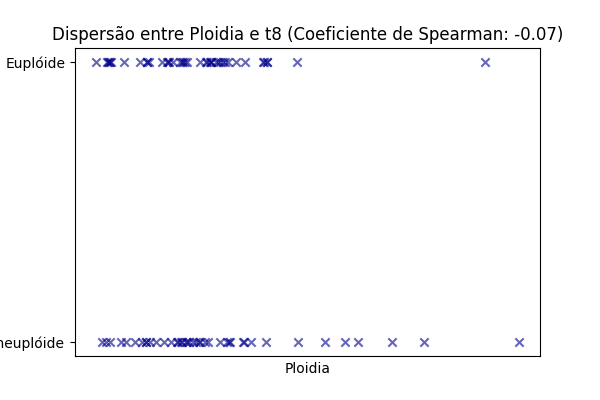 Dispersão entre Ploidia e t8 (Coeficiente de Spearman: -0.07)
Euplóide
neuplóide
Ploidia